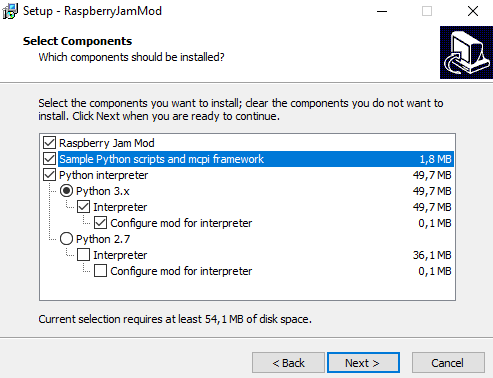 Setup - RaspberryJamMod
Select Components
Which components should be installed?
Select the components you want to install; clear the components you do not want to
install. Click Next when you are ready to continue.
Raspberry Jam Mod
Sample Python scripts and mcpi framework 1,8 MB
Python interpreter 49,7 MB
Python 3.x 49,7 MB
Interpreter 49,7 MB
Configure mod for interpreter 0,1 MB
Python 2.7
Interpreter 36,1 MB
Configure mod for interpreter 0,1 MB
Current selection requires at least 54,1 MB of disk space.
< Back Next > Cancel